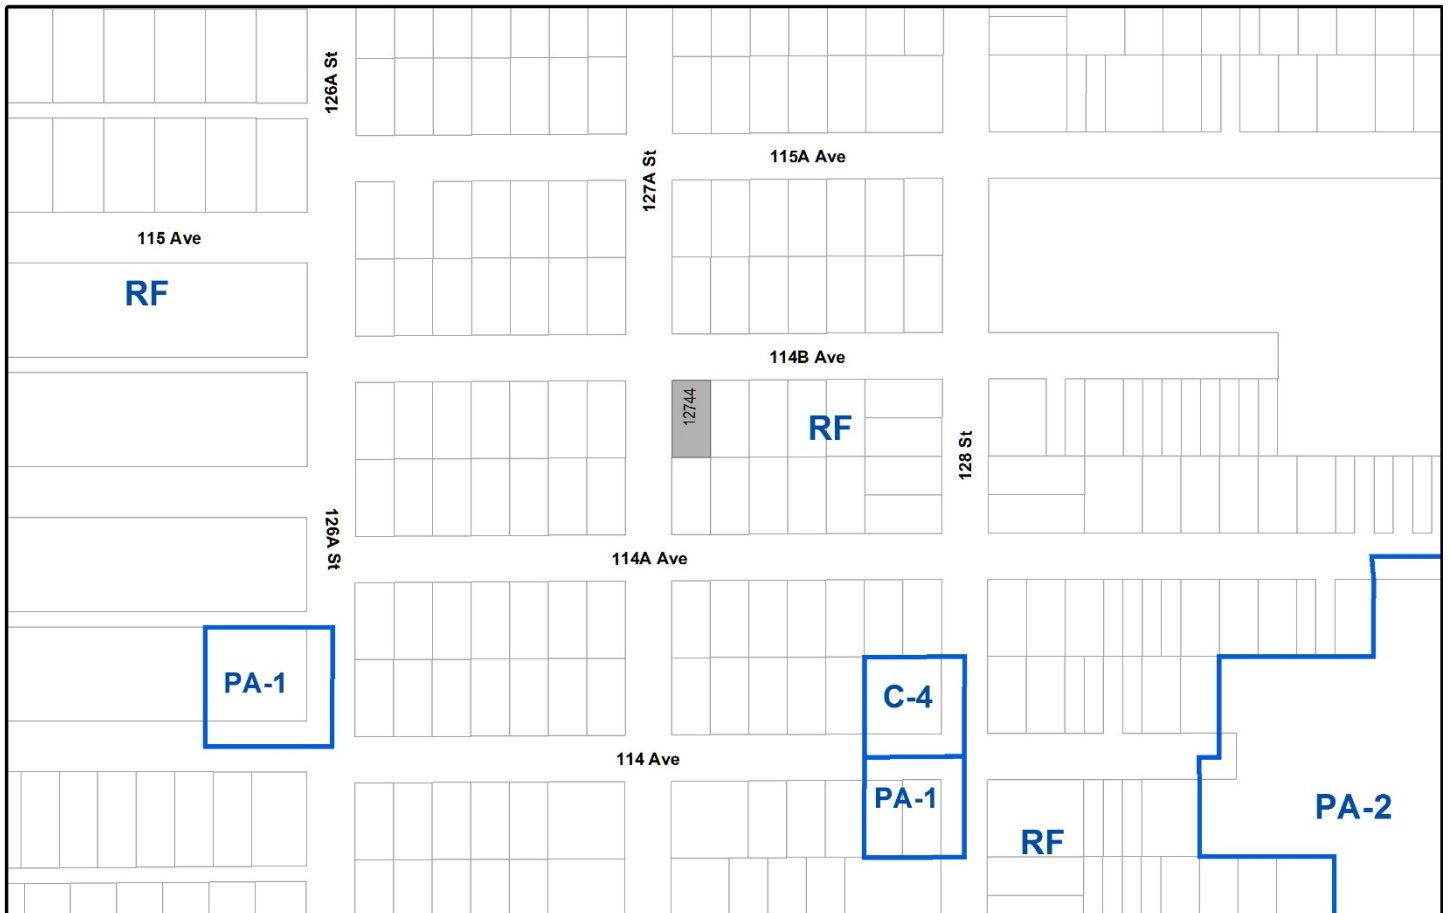 126A St
127A St
115A Ave
115 Ave
RF
114B Ave
12744
RF
128 St
126A St
114A Ave
PA-1
C-4
114 Ave
PA-1
RF
PA-2